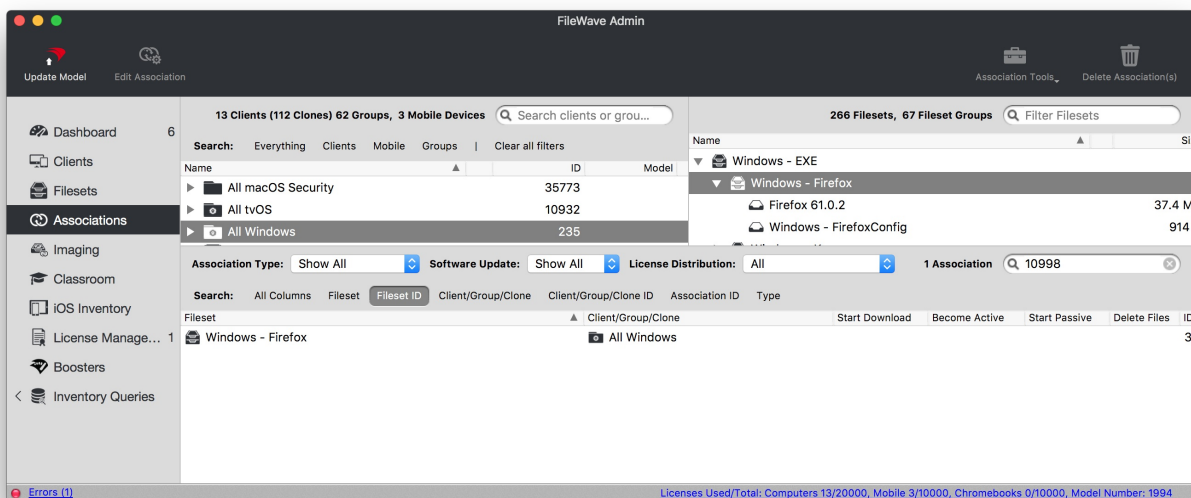 FileWave Admin
Update Model
Edit Association
Association Tools
Delete Association(s)
Dashboard 6
Clients
Filesets
Associations
Imaging
Classroom
iOS Inventory
License Manage... 1
Boosters
Inventory Queries
13 Clients (112 Clones) 62 Groups, 3 Mobile Devices
Search clients or grou...
Search: Everything Clients Mobile Groups | Clear all filters
Name ID Model
All macOS Security 35773
All tvOS 10932
All Windows 235
266 Filesets, 67 Fileset Groups
Filter Filesets
Name Si
Windows - EXE
Windows - Firefox
Firefox 61.0.2 37.4 M
Windows - FirefoxConfig 914
Association Type: Show All Software Update: Show All License Distribution: All 1 Association 10998
Search: All Columns Fileset Fileset ID Client/Group/Clone Client/Group/Clone ID Association ID Type
Fileset Client/Group/Clone Start Download Become Active Start Passive Delete Files ID
Windows - Firefox All Windows 3
Errors (1)
Licenses Used/Total: Computers 13/20000, Mobile 3/10000, Chromebooks 0/10000, Model Number: 1994